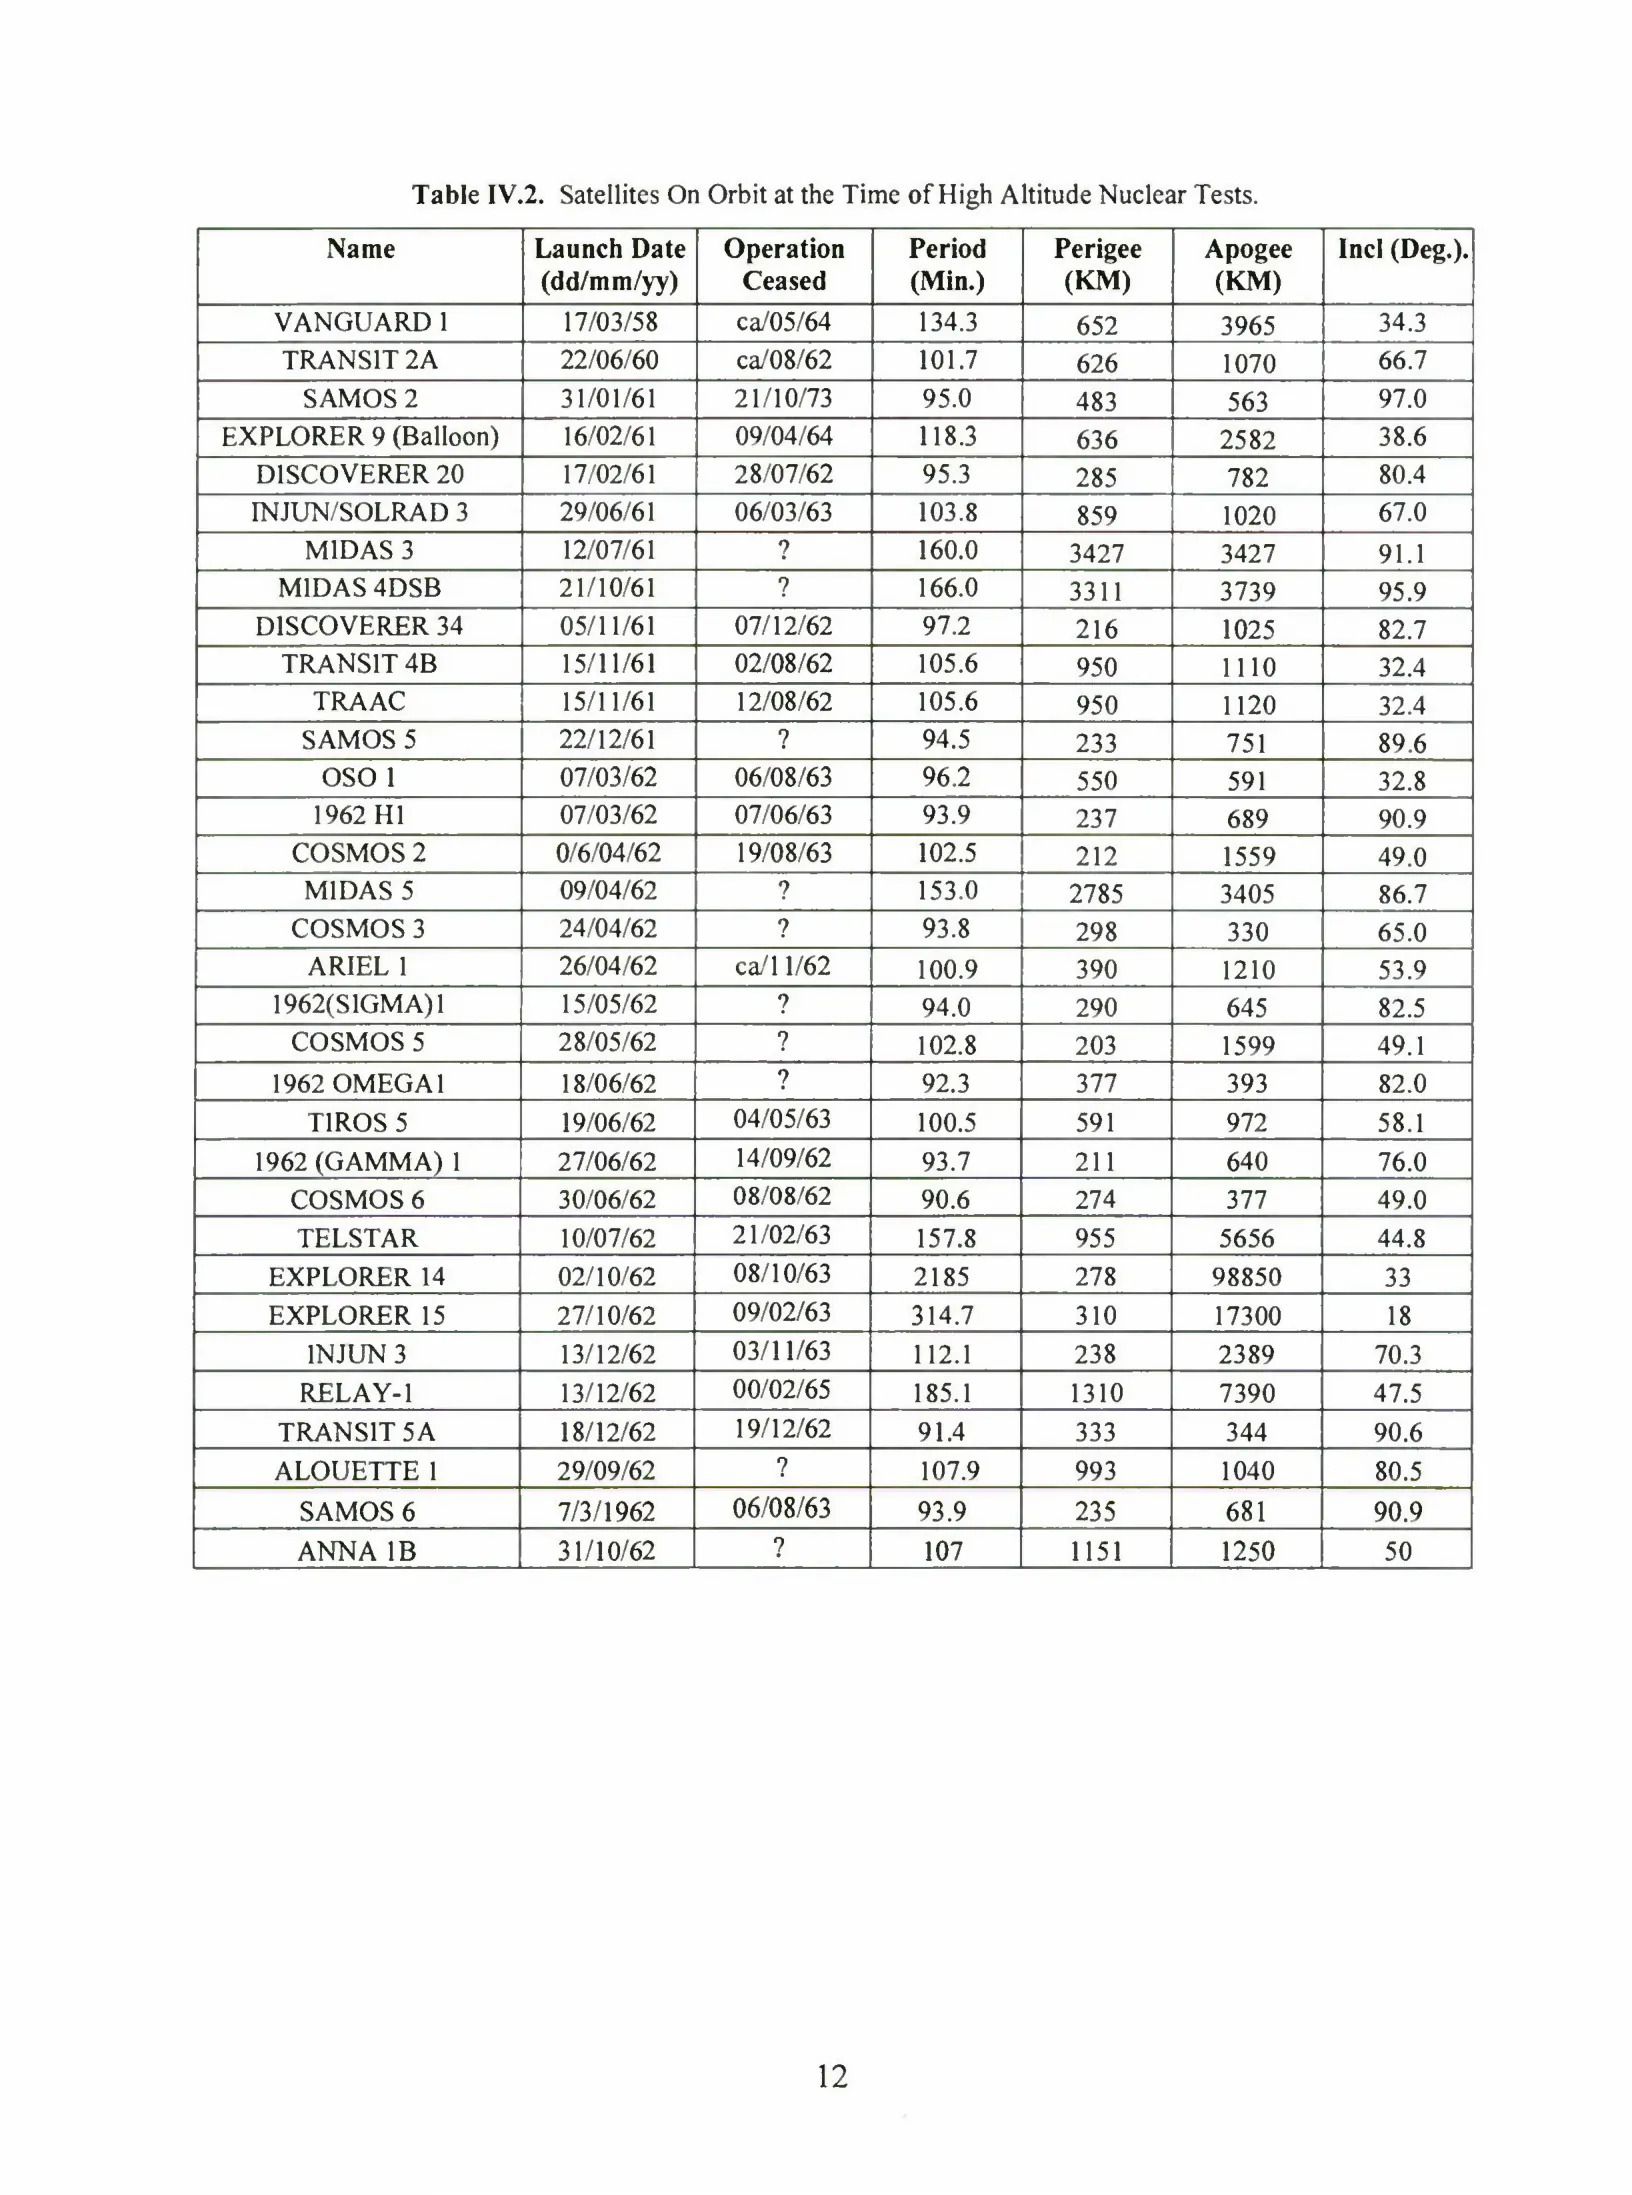 Table IV.2. Satellites On Orbit at the Time of High Altitude Nuclear Tests.
Name Launch Date (dd/mm/yy) Operation Ceased Period (Min.) Perigee (KM) Apogee (KM) Incl (Deg.).
VANGUARD 1 17/03/58 ca/05/64 134.3 652 3965 34.3
TRANSIT 2A 22/06/60 ca/08/62 101.7 626 1070 66.7
SAMOS 2 31/01/61 21/10/73 95.0 483 563 97.0
EXPLORER 9 (Balloon) 16/02/61 09/04/64 118.3 636 2582 38.6
DISCOVERER 20 17/02/61 28/07/62 95.3 285 782 80.4
INJUN/SOLRAD 3 29/06/61 06/03/63 103.8 859 1020 67.0
MIDAS 3 12/07/61 ? 160.0 3427 3427 91.1
MIDAS 4DSB 21/10/61 ? 166.0 3311 3739 95.9
DISCOVERER 34 05/11/61 07/12/62 97.2 216 1025 82.7
TRANSIT 4B 15/11/61 02/08/62 105.6 950 1110 32.4
TRAAC 15/11/61 12/08/62 105.6 950 1120 32.4
SAMOS 5 22/12/61 ? 94.5 233 751 89.6
OSO 1 07/03/62 06/08/63 96.2 550 591 32.8
1962 H1 07/03/62 07/06/63 93.9 237 689 90.9
COSMOS 2 0/6/04/62 19/08/63 102.5 212 1559 49.0
MIDAS 5 09/04/62 ? 153.0 2785 3405 86.7
COSMOS 3 24/04/62 ? 93.8 298 330 65.0
ARIEL 1 26/04/62 ca/11/62 100.9 390 1210 53.9
1962(SIGMA)1 15/05/62 ? 94.0 290 645 82.5
COSMOS 5 28/05/62 ? 102.8 203 1599 49.1
1962 OMEGA1 18/06/62 ? 92.3 377 393 82.0
TIROS 5 19/06/62 04/05/63 100.5 591 972 58.1
1962 (GAMMA) 1 27/06/62 14/09/62 93.7 211 640 76.0
COSMOS 6 30/06/62 08/08/62 90.6 274 377 49.0
TELSTAR 10/07/62 21/02/63 157.8 955 5656 44.8
EXPLORER 14 02/10/62 08/10/63 2185 278 98850 33
EXPLORER 15 27/10/62 09/02/63 314.7 310 17300 18
INJUN 3 13/12/62 03/11/63 112.1 238 2389 70.3
RELAY-1 13/12/62 00/02/65 185.1 1310 7390 47.5
TRANSIT 5A 18/12/62 19/12/62 91.4 333 344 90.6
ALOUETTE 1 29/09/62 ? 107.9 993 1040 80.5
SAMOS 6 7/3/1962 06/08/63 93.9 235 681 90.9
ANNA 1B 31/10/62 ? 107 1151 1250 50
12